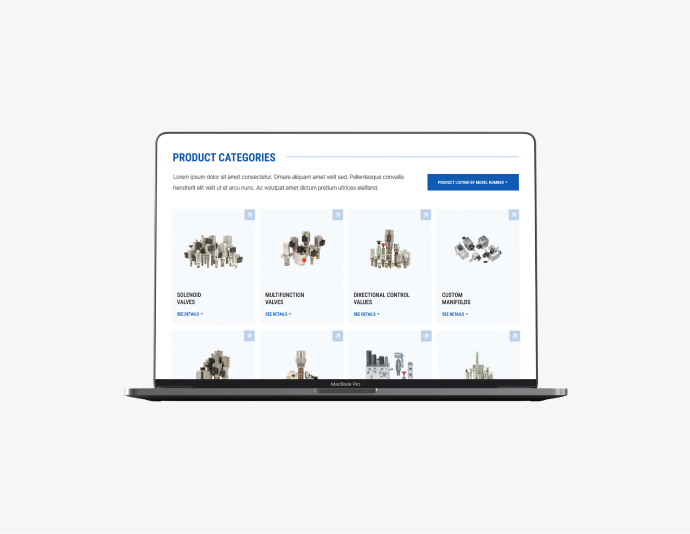 PRODUCT CATEGORIES
Lorem ipsum dolor sit amet consectetur. Ornare aliquam amet velit sed. Pellentesque convallis
hendrerit elit velit ut et arcu nunc. Ac volutpat amet dictum pretium ultrices eleifend.
PRODUCT LISTING BY MODEL NUMBER
SOLENOID
VALVES
SEE DETAILS
MULTIFUNCTION
VALVES
SEE DETAILS
DIRECTIONAL CONTROL
VALUES
SEE DETAILS
CUSTOM
MANIFOLDS
SEE DETAILS
MacBook Pro